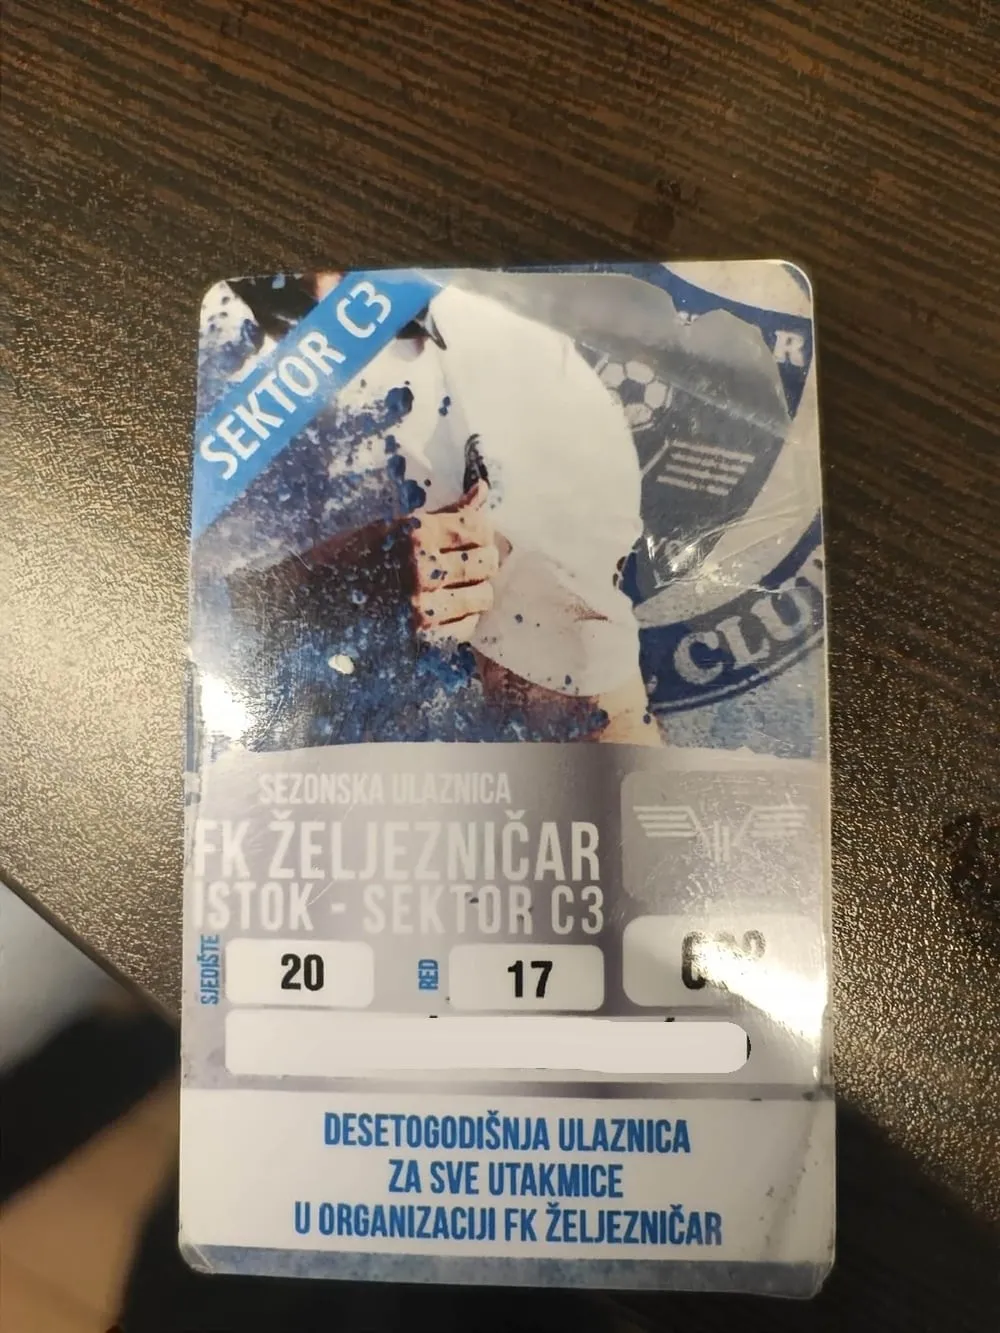 SEKTOR C3
R
CLU
SEZONSKA ULAZNICA
FK ŽELJEZNIČAR
ISTOK - SEKTOR C3
SJEDIŠTE
20
RED
17
DESETOGODIŠNJA ULAZNICA
ZA SVE UTAKMICE
U ORGANIZACIJI FK ŽELJEZNIČAR